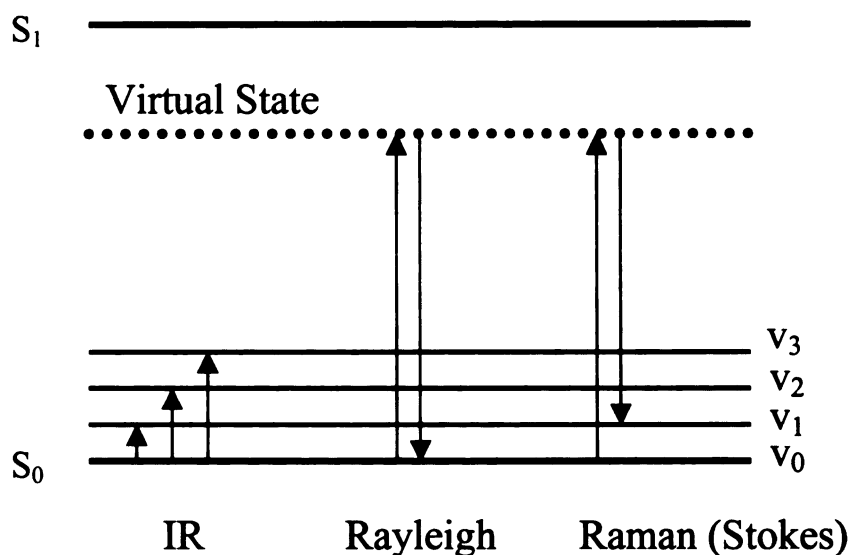 S₁
Virtual State
v₃
v₂
v₁
S₀ v₀
IR Rayleigh Raman (Stokes)